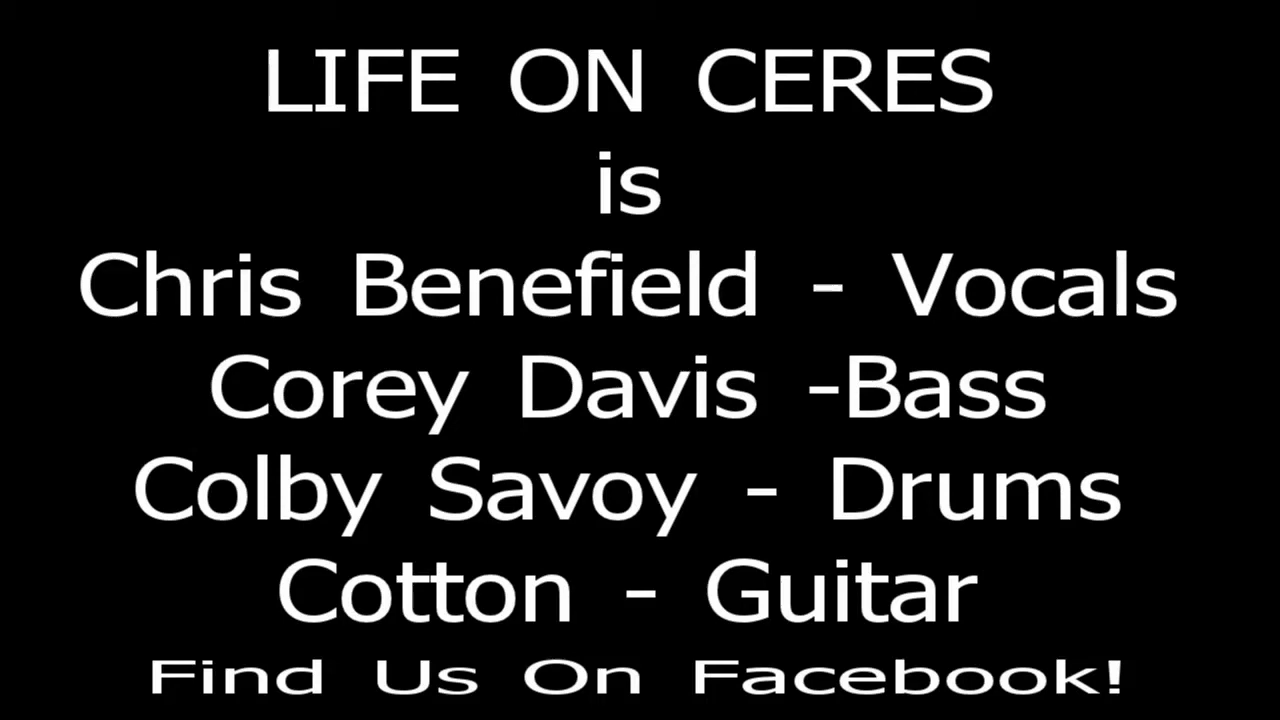 LIFE ON CERES
is
Chris Benefield - Vocals
Corey Davis -Bass
Colby Savoy - Drums
Cotton - Guitar
Find Us On Facebook!